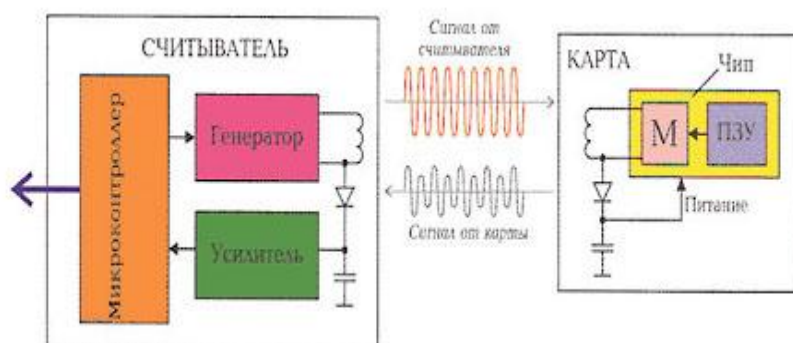 СЧИТЫВАТЕЛЬ
Микроконтроллер
Генератор
Усилитель
Сигнал от
считывателя
Сигнал от карты
КАРТА
Чип
М
ПЗУ
Питание